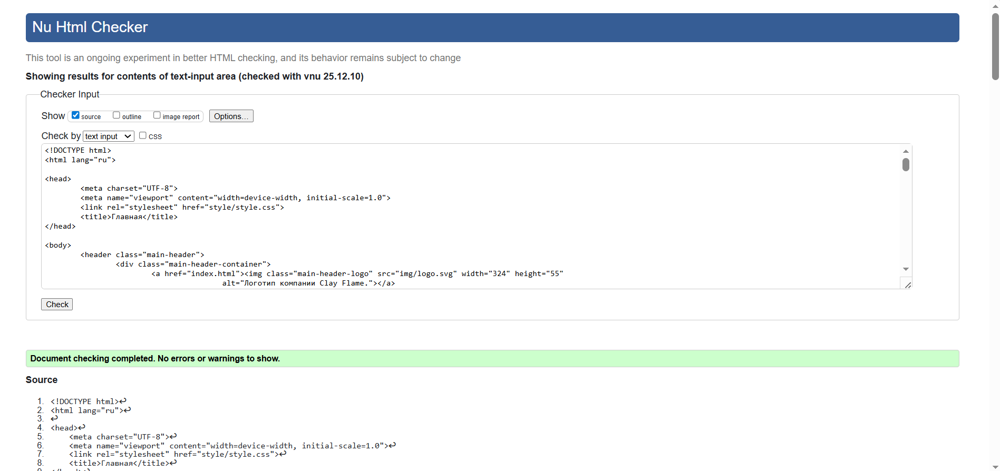 Nu Html Checker
This tool is an ongoing experiment in better HTML checking, and its behavior remains subject to change
Showing results for contents of text-input area (checked with vnu 25.12.10)
Checker Input
Show source outline image report Options...
Check by text input css
<!DOCTYPE html>
<html lang="ru">
<head>
<meta charset="UTF-8">
<meta name="viewport" content="width=device-width, initial-scale=1.0">
<link rel="stylesheet" href="style/style.css">
<title>Главная</title>
</head>
<body>
<header class="main-header">
<div class="main-header-container">
<a href="index.html"><img class="main-header-logo" src="img/logo.svg" width="324" height="55"
alt="Логотип компании Clay Flame."></a>
Check
Document checking completed. No errors or warnings to show.
Source
1. <!DOCTYPE html>↩
2. <html lang="ru">↩
3. ↩
4. <head>↩
5. <meta charset="UTF-8">↩
6. <meta name="viewport" content="width=device-width, initial-scale=1.0">↩
7. <link rel="stylesheet" href="style/style.css">↩
8. <title>Главная</title>↩